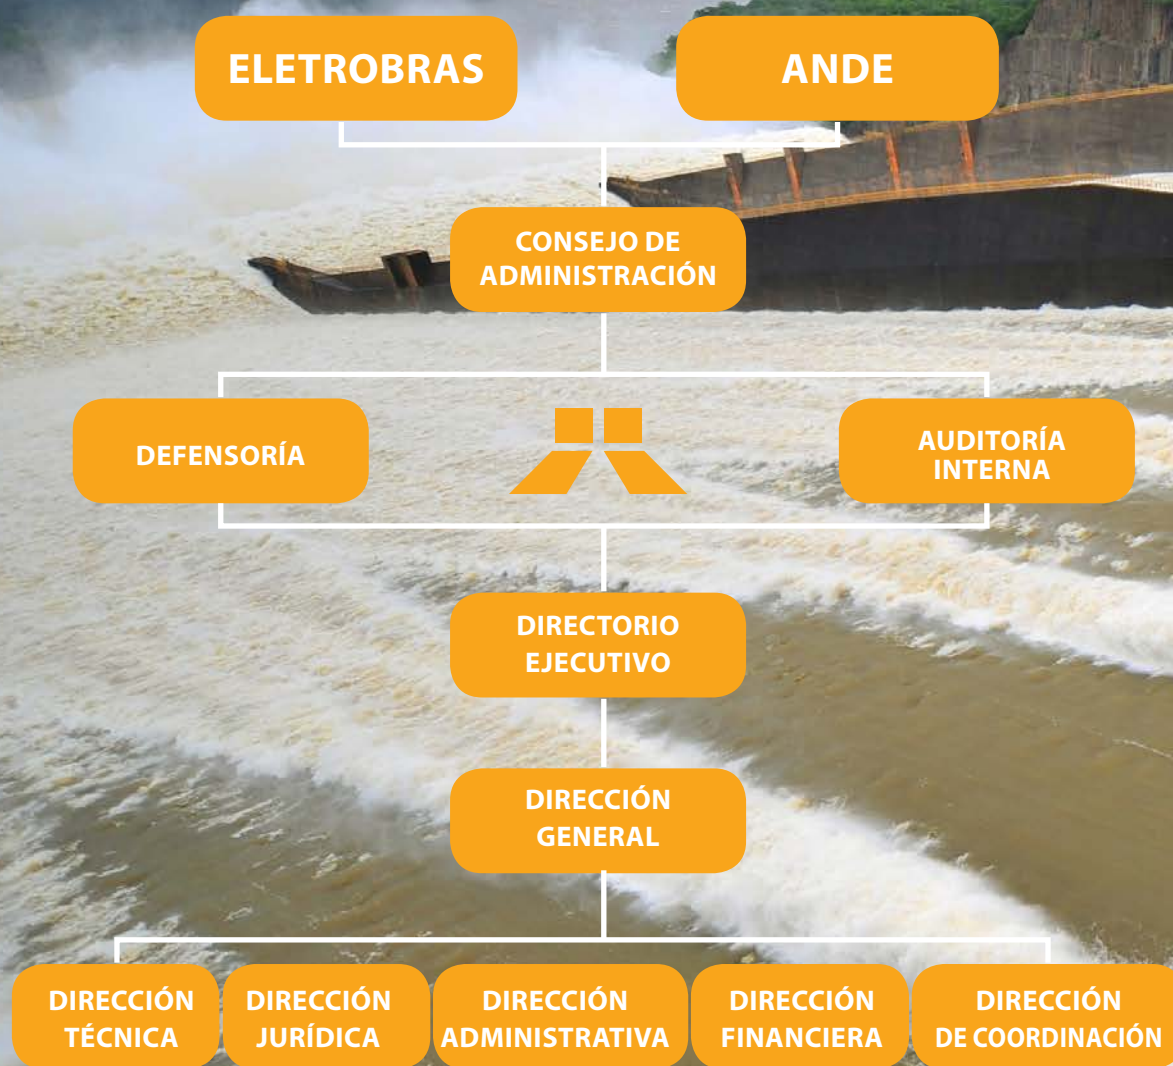 ELETROBRAS
ANDE
CONSEJO DE
ADMINISTRACIÓN
DEFENSORÍA
AUDITORÍA
INTERNA
DIRECTORIO
EJECUTIVO
DIRECCIÓN
GENERAL
DIRECCIÓN
TÉCNICA
DIRECCIÓN
JURÍDICA
DIRECCIÓN
ADMINISTRATIVA
DIRECCIÓN
FINANCIERA
DIRECCIÓN
DE COORDINACIÓN